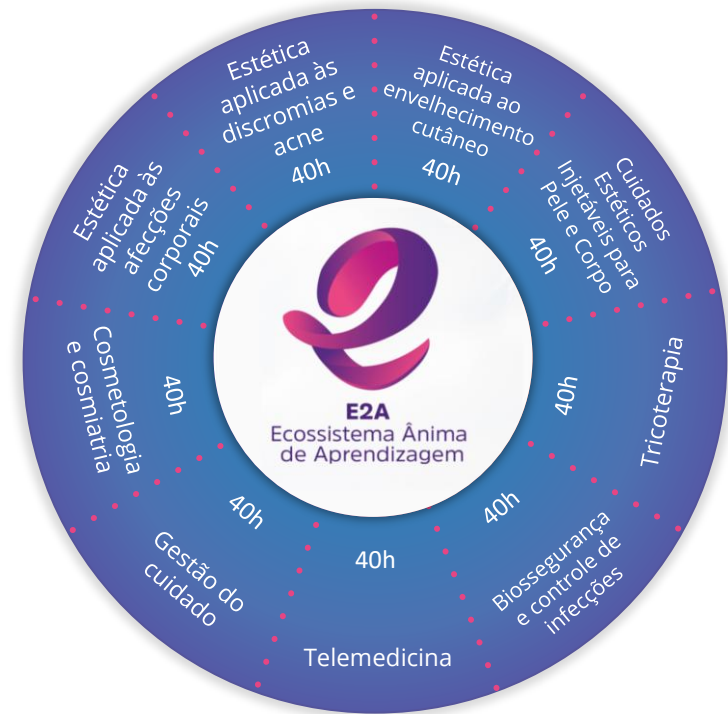 Estética
aplicada ao
envelhecimento
cutâneo
40h
Cuidados
Estéticos
Injetáveis para
Pele e Corpo
40h
Tricoterapia
40h
Biossegurança
e controle de
infecções
40h
Telemedicina
40h
Gestão do
cuidado
40h
Cosmetologia
e cosmiatria
40h
Estética
aplicada às
afecções
corporais
40h
Estética
aplicada às
discromias e
acne
40h
E2A
Ecossistema Ânima
de Aprendizagem